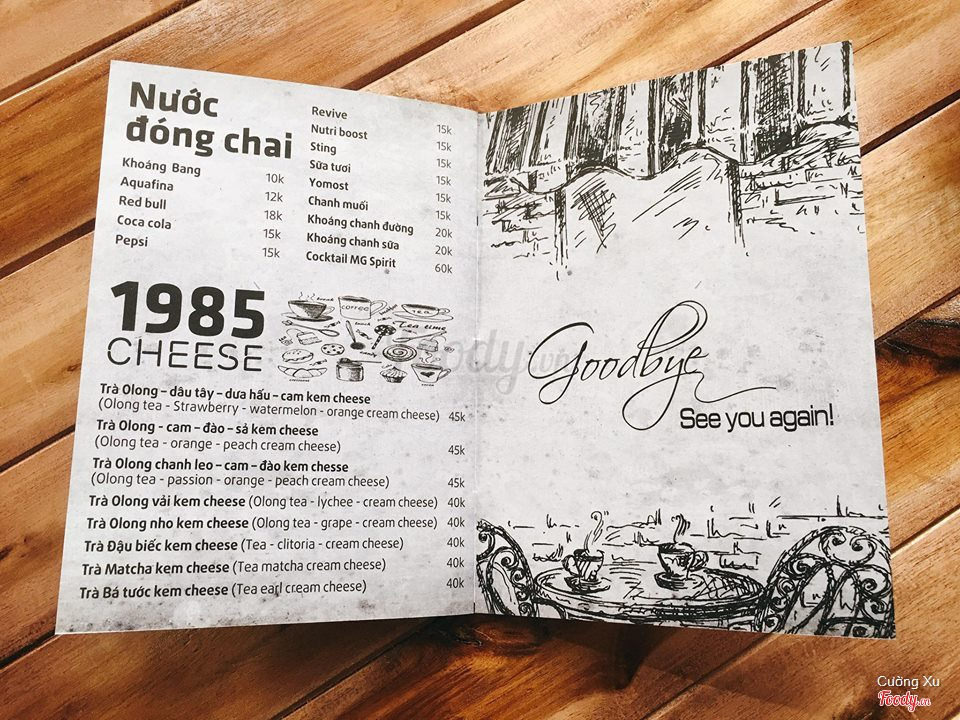 Nước
đóng chai
Khoáng Bang 10k
Aquafina 12k
Red bull 18k
Coca cola 15k
Pepsi 15k
Revive 15k
Nutri boost 15k
Sting 15k
Sữa tươi 15k
Yomost 15k
Chanh muối 15k
Khoáng chanh đường 20k
Khoáng chanh sữa 20k
Cocktail MG Spirit 60k
1985
CHEESE
COFFEE
TEA
Tea time
Trà Olong – dâu tây – dưa hấu – cam kem cheese
(Olong tea - Strawberry - watermelon - orange cream cheese) 45k
Trà Olong - cam – đào – sả kem cheese
(Olong tea - orange - peach cream cheese) 45k
Trà Olong chanh leo – cam – đào kem chesse
(Olong tea - passion - orange - peach cream cheese) 45k
Trà Olong vải kem cheese (Olong tea - lychee - cream cheese) 40k
Trà Olong nho kem cheese (Olong tea - grape - cream cheese) 40k
Trà Đậu biếc kem cheese (Tea - clitoria - cream cheese) 40k
Trà Matcha kem cheese (Tea matcha cream cheese) 40k
Trà Bá tước kem cheese (Tea earl cream cheese) 40k
Goodbye
See you again!
Foody.vn
Cường Xu
Foody.vn